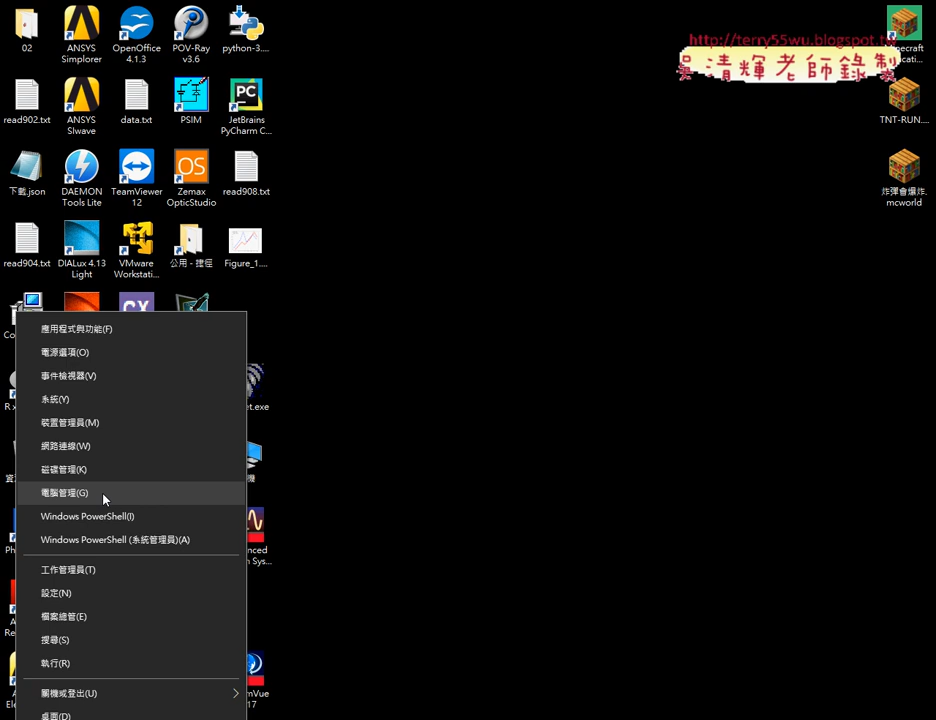 02
ANSYS
Simplorer
OpenOffice
4.1.3
POV-Ray
v3.6
python-3....
http://terry55wu.blogspot.tw
吳清輝老師錄製
read902.txt
ANSYS
SIwave
data.txt
PSIM
JetBrains
PyCharm C...
TNT-RUN....
下載.json
DAEMON
Tools Lite
TeamViewer
12
Zemax
OpticStudio
read908.txt
炸彈會爆炸.
mcworld
read904.txt
DIALux 4.13
Light
VMware
Workstati...
公用 - 捷徑
Figure_1....
應用程式與功能(F)
電源選項(O)
事件檢視器(V)
系統(Y)
裝置管理員(M)
網路連線(W)
磁碟管理(K)
電腦管理(G)
Windows PowerShell(I)
Windows PowerShell (系統管理員)(A)
工作管理員(T)
設定(N)
檔案總管(E)
搜尋(S)
執行(R)
關機或登出(U)
桌面(D)